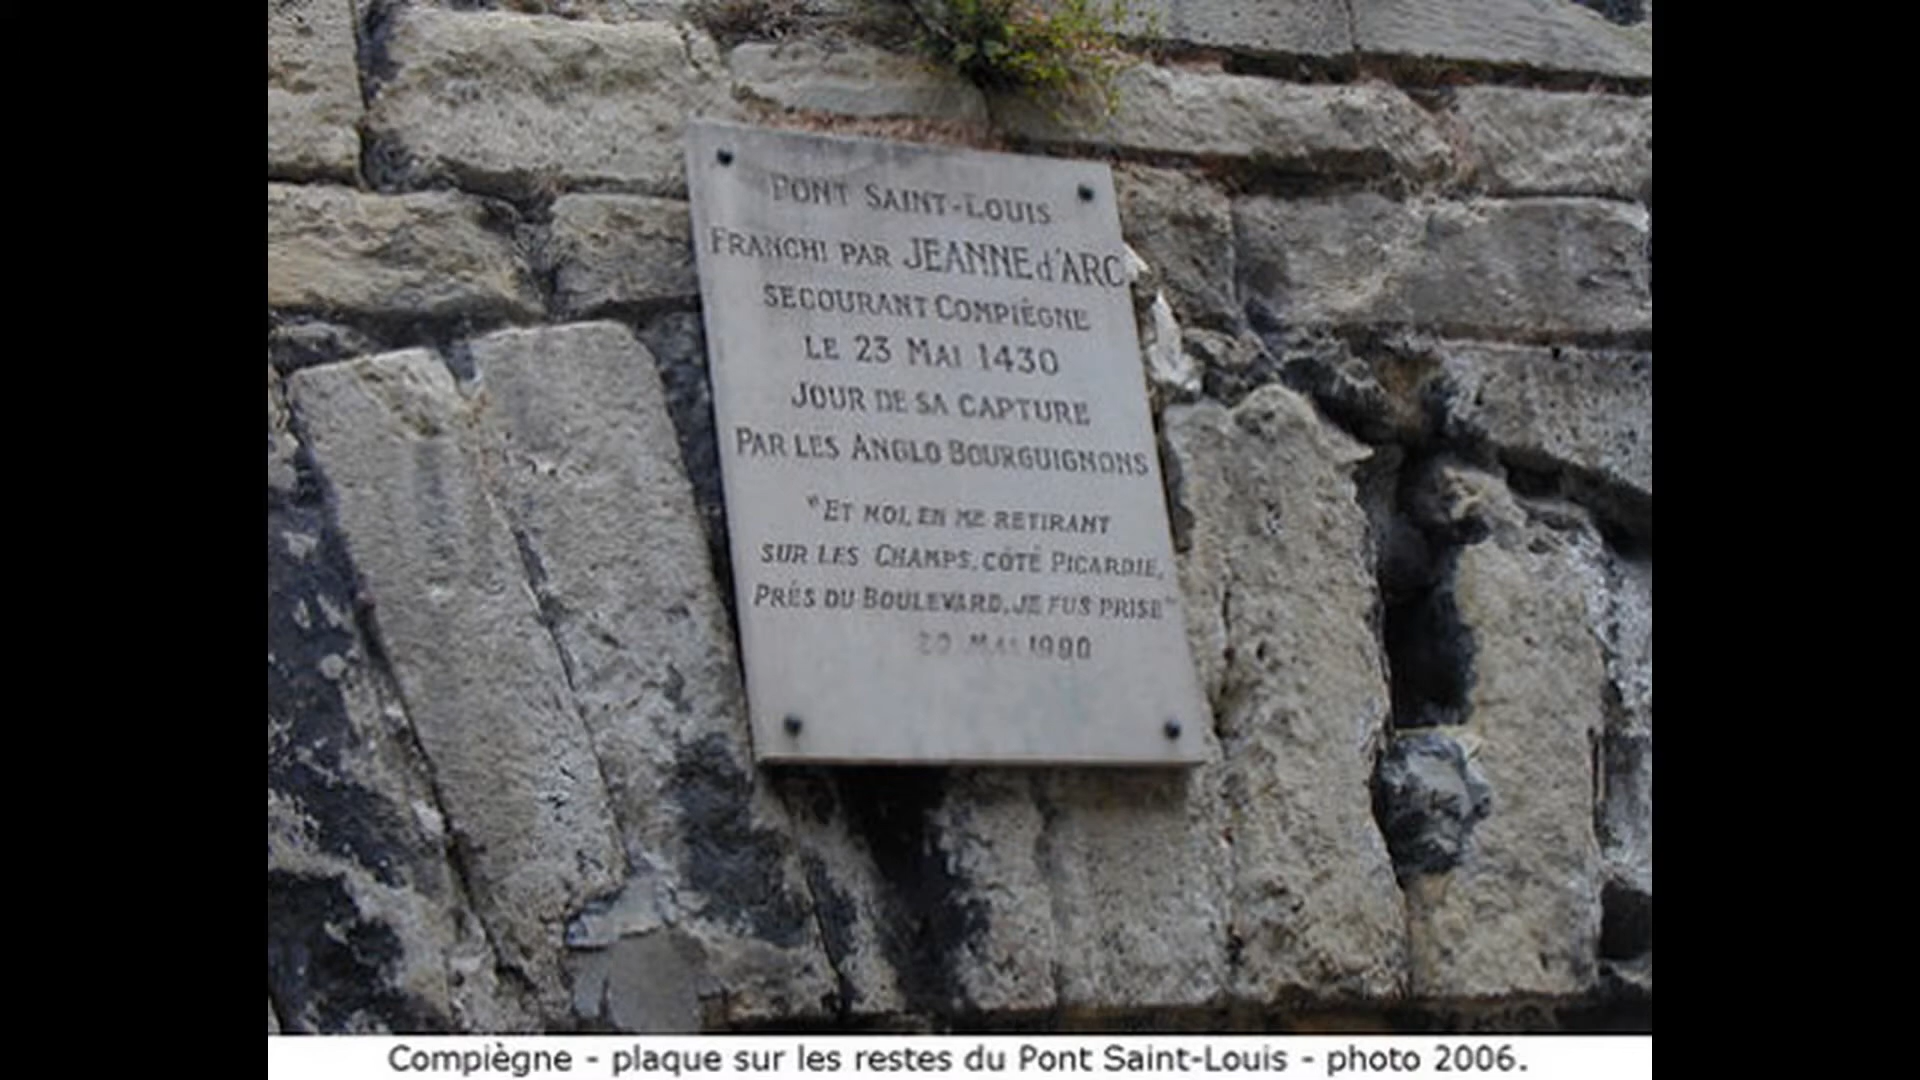 PONT SAINT-LOUIS
FRANCHI PAR JEANNE d'ARC
SECOURANT COMPIÈGNE
LE 23 MAI 1430
JOUR DE SA CAPTURE
PAR LES ANGLO BOURGUIGNONS
"ET MOI, EN ME RETIRANT
SUR LES CHAMPS, CÔTÉ PICARDIE,
PRÉS DU BOULEVARD, JE FUS PRISE"
MAI
Compiègne - plaque sur les restes du Pont Saint-Louis - photo 2006.